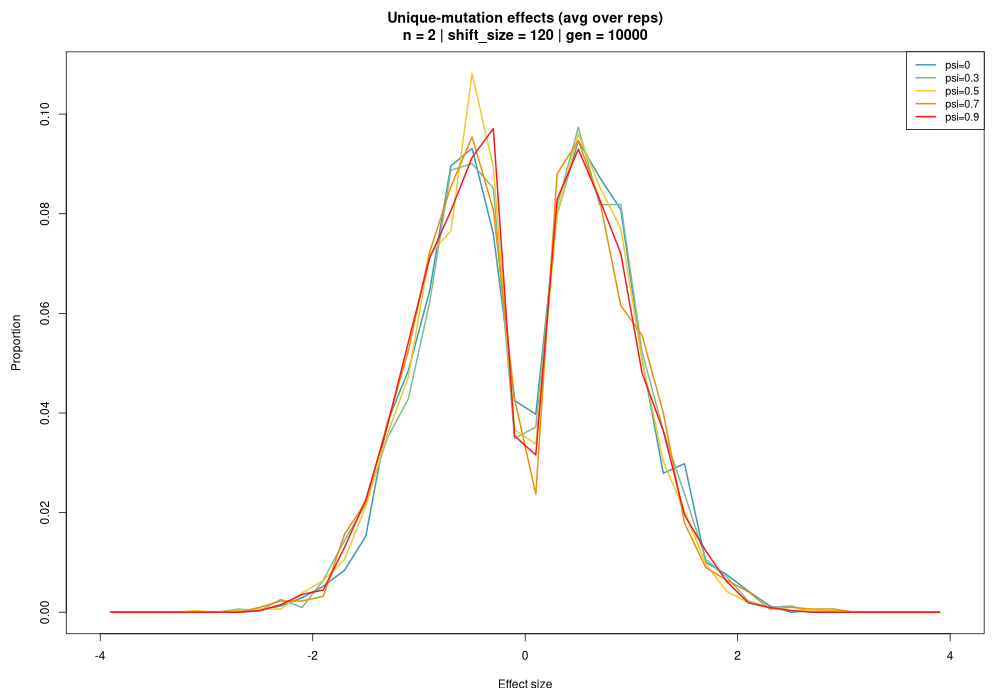 Unique-mutation effects (avg over reps)
n = 2 | shift_size = 120 | gen = 10000
psi=0
psi=0.3
psi=0.5
psi=0.7
psi=0.9
Proportion
0.10
0.08
0.06
0.04
0.02
0.00
-4 -2 0 2 4
Effect size